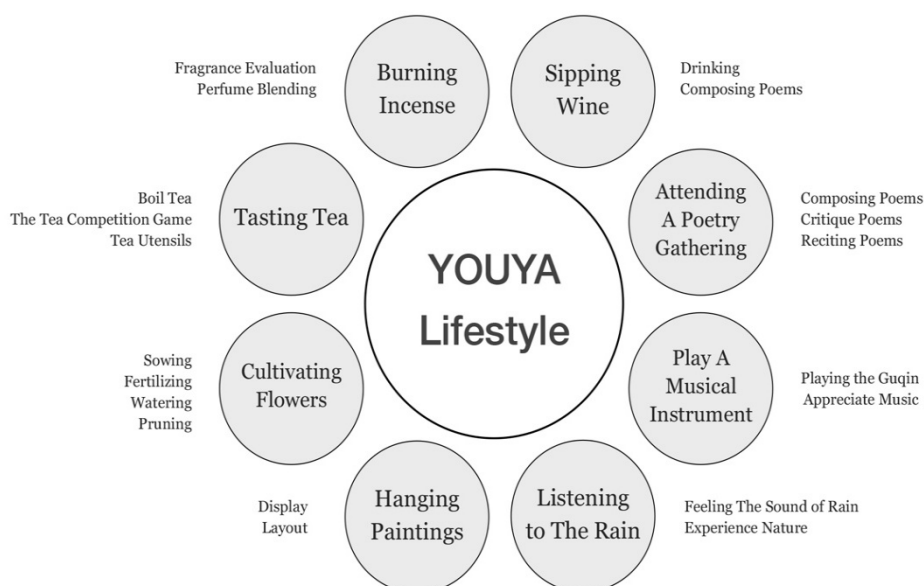 Fragrance Evaluation
Perfume Blending
Burning
Incense
Sipping
Wine
Drinking
Composing Poems
Boil Tea
The Tea Competition Game
Tea Utensils
Tasting Tea
Attending
A Poetry
Gathering
Composing Poems
Critique Poems
Reciting Poems
YOUYA
Lifestyle
Sowing
Fertilizing
Watering
Pruning
Cultivating
Flowers
Play A
Musical
Instrument
Playing the Guqin
Appreciate Music
Display
Layout
Hanging
Paintings
Listening
to The Rain
Feeling The Sound of Rain
Experience Nature